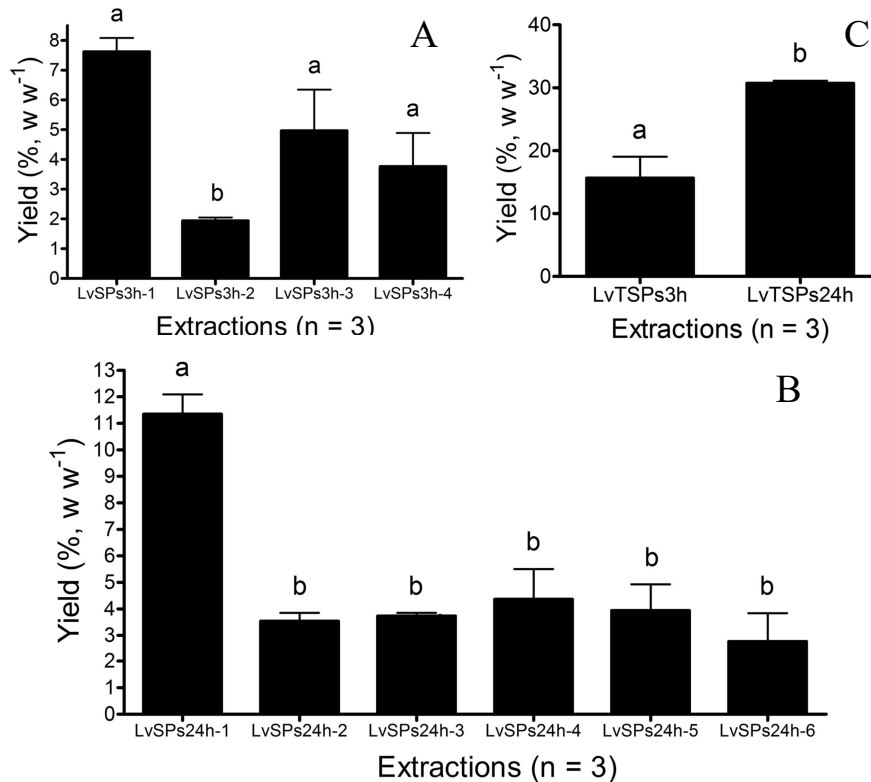 A
Yield (%, w w⁻¹)
8
7
6
5
4
3
2
1
0
a
b
a
a
LvSPs3h-1 LvSPs3h-2 LvSPs3h-3 LvSPs3h-4
Extractions (n = 3)
C
Yield (%, w w⁻¹)
40
30
20
10
0
a
b
LvTSPs3h LvTSPs24h
Extractions (n = 3)
B
Yield (%, w w⁻¹)
13
12
11
10
9
8
7
6
5
4
3
2
1
0
a
b
b
b
b
b
LvSPs24h-1 LvSPs24h-2 LvSPs24h-3 LvSPs24h-4 LvSPs24h-5 LvSPs24h-6
Extractions (n = 3)